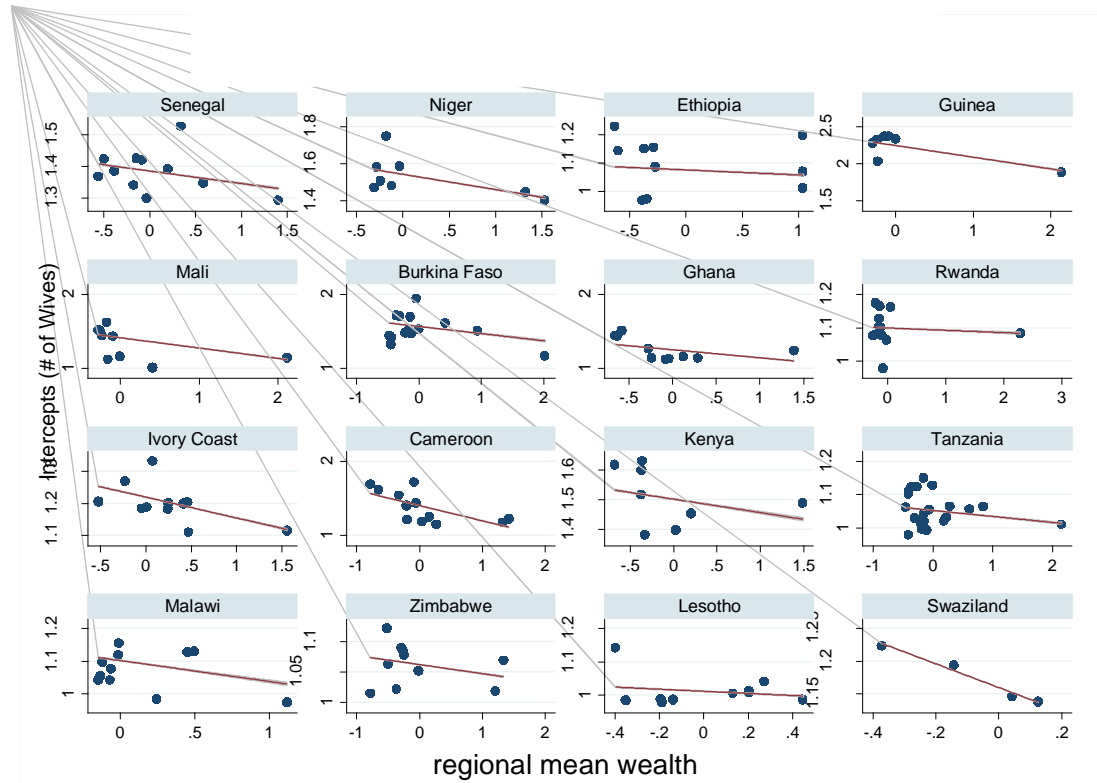 Intercepts (# of Wives)
Senegal
1.3 1.4 1.5
-.5 0 .5 1 1.5
Niger
1.4 1.6 1.8
-.5 0 .5 1 1.5
Ethiopia
1 1.1 1.2
-.5 0 .5 1
Guinea
1.5 2 2.5
0 1 2
Mali
1 2
0 1 2
Burkina Faso
1 2
-1 0 1 2
Ghana
-.5 0 .5 1 1.5
Rwanda
1 1.1 1.2
0 1 2 3
Ivory Coast
1.1 1.2
-.5 0 .5 1 1.5
Cameroon
1 2
-1 0 1 2
Kenya
1.4 1.5 1.6
-.5 0 .5 1 1.5
Tanzania
1 1.1 1.2
-1 0 1 2
Malawi
1 1.1 1.2
0 .5 1
Zimbabwe
1 1.05 1.1
-1 0 1 2
Lesotho
1 1.1 1.2
-.4 -.2 0 .2 .4
Swaziland
1.15 1.2 1.25
-.4 -.2 0 .2
regional mean wealth